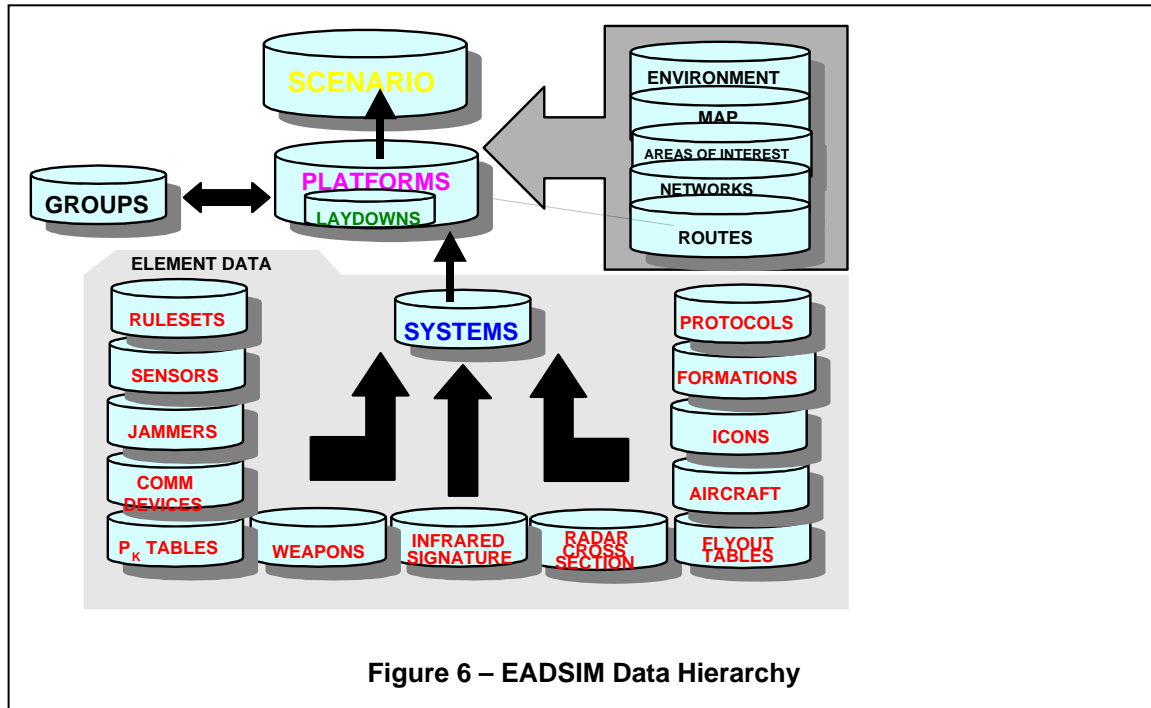 SCENARIO
ENVIRONMENT
MAP
AREAS OF INTEREST
NETWORKS
ROUTES
PLATFORMS
LAYDOWNS
GROUPS
ELEMENT DATA
RULESETS
SENSORS
JAMMERS
COMM
DEVICES
PK TABLES
SYSTEMS
WEAPONS
INFRARED
SIGNATURE
RADAR
CROSS
SECTION
PROTOCOLS
FORMATIONS
ICONS
AIRCRAFT
FLYOUT
TABLES
Figure 6 – EADSIM Data Hierarchy